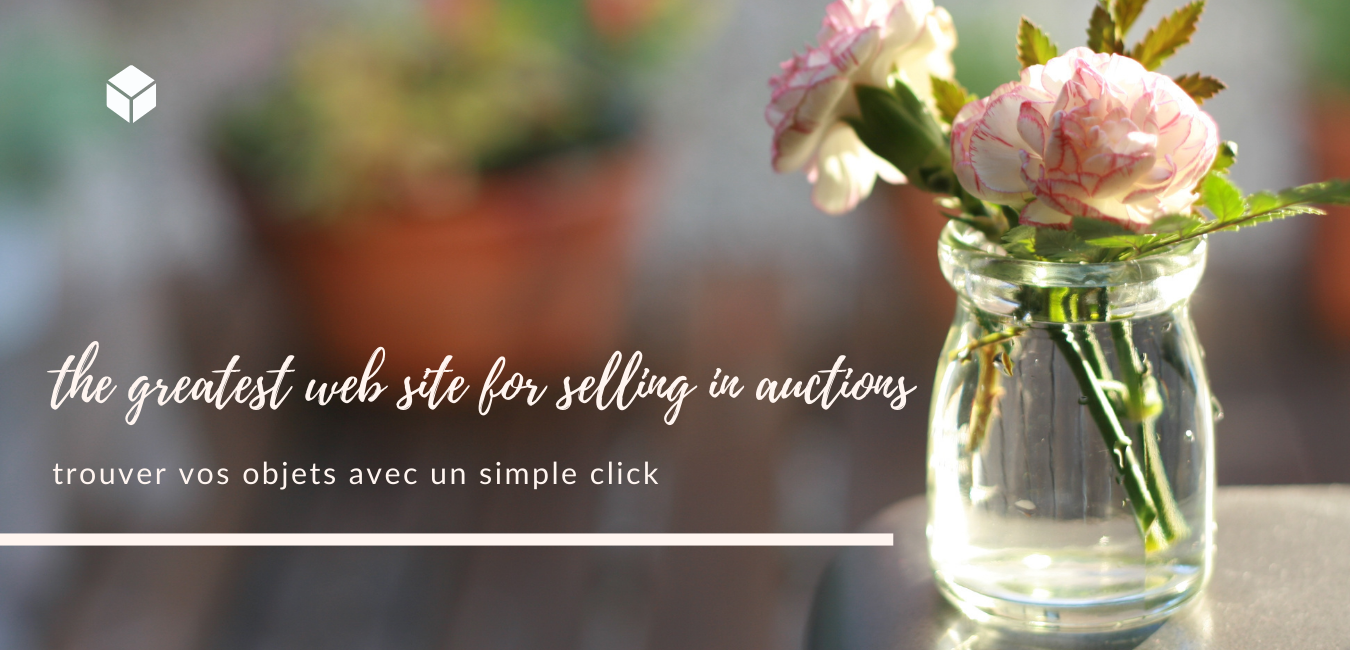 the greatest web site for selling in auctions
trouver vos objets avec un simple click